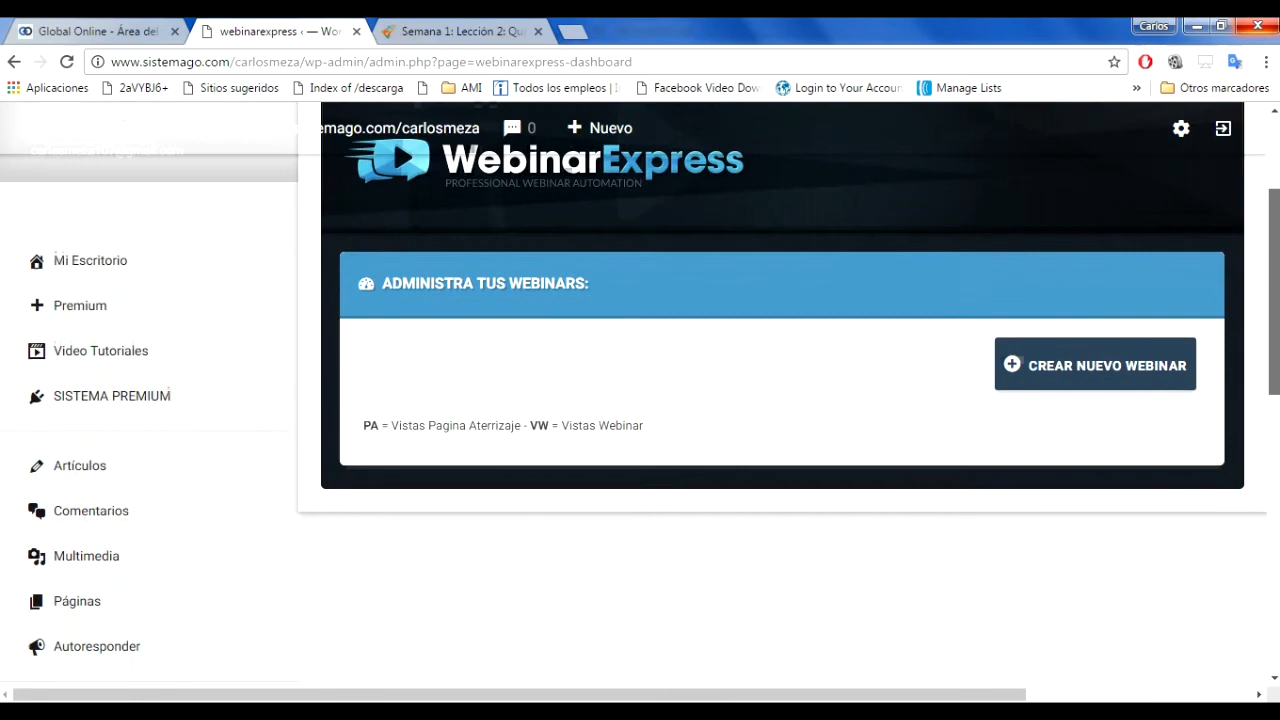 Global Online - Área del
webinarexpress ‹ — Wor
Semana 1: Lección 2: Qu
Carlos
www.sistemago.com/carlosmeza/wp-admin/admin.php?page=webinarexpress-dashboard
Aplicaciones
2aVYBJ6+
Sitios sugeridos
Index of /descarga
AMI
Todos los empleos | I
Facebook Video Dow
Login to Your Accoun
Manage Lists
»
Otros marcadores
emago.com/carlosmeza
0
Nuevo
WebinarExpress
PROFESSIONAL WEBINAR AUTOMATION
Mi Escritorio
Premium
Video Tutoriales
SISTEMA PREMIUM
Artículos
Comentarios
Multimedia
Páginas
Autoresponder
ADMINISTRA TUS WEBINARS:
CREAR NUEVO WEBINAR
PA = Vistas Pagina Aterrizaje - VW = Vistas Webinar